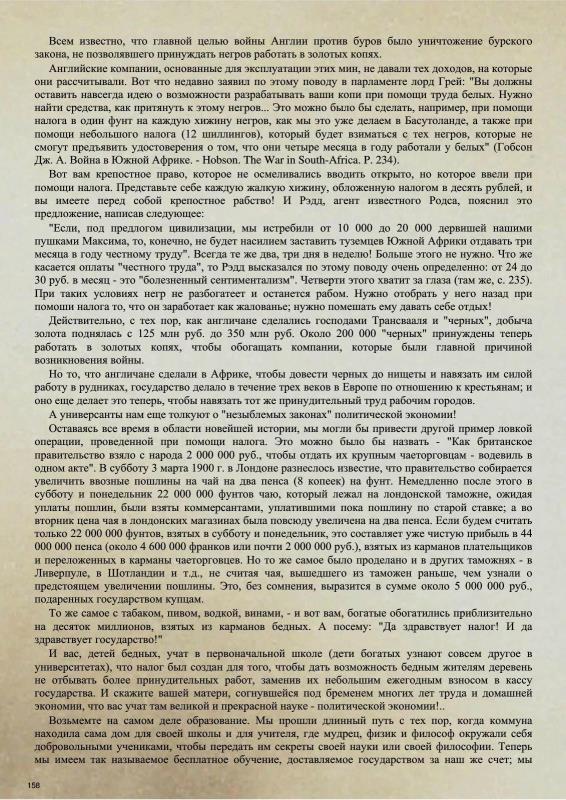 Всем известно, что главной целью войны Англии против буров было уничтожение бурского
закона, не позволявшего принуждать негров работать в золотых копях.
Английские компании, основанные для эксплуатации этих мин, не давали тех доходов, на которые
они рассчитывали. Вот что недавно заявил по этому поводу в парламенте лорд Грей: "Вы должны
оставить навсегда идею о возможности разрабатывать ваши копи при помощи труда белых. Нужно
найти средства, как притянуть к этому негров... Это можно было бы сделать, например, при помощи
налога в один фунт на каждую хижину негров, как мы это уже делаем в Басутоланде, а также при
помощи небольшого налога (12 шиллингов), который будет взиматься с тех негров, которые не
смогут предъявить удостоверения о том, что они четыре месяца в году работали у белых" (Гобсон
Дж. А. Война в Южной Африке. - Hobson. The War in South-Africa. P. 234).
Вот вам крепостное право, которое не осмеливались вводить открыто, но которое ввели при
помощи налога. Представьте себе каждую жалкую хижину, обложенную налогом в десять рублей, и
вы имеете перед собой крепостное рабство! И Рэдд, агент известного Родса, пояснил это
предложение, написав следующее:
"Если, под предлогом цивилизации, мы истребили от 10 000 до 20 000 дервишей нашими
пушками Максима, то, конечно, не будет насилием заставить туземцев Южной Африки отдавать три
месяца в году честному труду". Всегда те же два, три дня в неделю! Больше этого не нужно. Что же
касается оплаты "честного труда", то Рэдд высказался по этому поводу очень определенно: от 24 до
30 руб. в месяц - это "болезненный сентиментализм". Четверти этого хватит за глаза (там же, с. 235).
При таких условиях негр не разбогатеет и останется рабом. Нужно отобрать у него назад при
помощи налога то, что он заработает как жалованье; нужно помешать ему давать себе отдых!
Действительно, с тех пор, как англичане сделались господами Трансвааля и "черных", добыча
золота поднялась с 125 млн руб. до 350 млн руб. Около 200 000 "черных" принуждены теперь
работать в золотых копях, чтобы обогащать компании, которые были главной причиной
возникновения войны.
Но то, что англичане сделали в Африке, чтобы довести черных до нищеты и навязать им силой
работу в рудниках, государство делало в течение трех веков в Европе по отношению к крестьянам; и
оно еще делает это теперь, чтобы навязать тот же принудительный труд рабочим городов.
А университанты нам еще толкуют о "незыблемых законах" политической экономии!
Оставаясь все время в области новейшей истории, мы могли бы привести другой пример ловкой
операции, проведенной при помощи налога. Это можно было бы назвать - "Как британское
правительство взяло с народа 2 000 000 руб., чтобы отдать их крупным чаеторговцам - водевиль в
одном акте". В субботу 3 марта 1900 г. в Лондоне разнеслось известие, что правительство собирается
увеличить ввозные пошлины на чай на два пенса (8 копеек) на фунт. Немедленно после этого в
субботу и понедельник 22 000 000 фунтов чаю, который лежал на лондонской таможне, ожидая
уплаты пошлин, были взяты коммерсантами, уплатившими пока пошлину по старой ставке; а во
вторник цена чая в лондонских магазинах была повсюду увеличена на два пенса. Если будем считать
только 22 000 000 фунтов, взятых в субботу и понедельник, это составляет уже чистую прибыль в 44
000 000 пенса (около 4 600 000 франков или почти 2 000 000 руб.), взятых из карманов плательщиков
и переложенных в карманы чаеторговцев. Но то же самое было проделано и в других таможнях - в
Ливерпуле, в Шотландии и т.д., не считая чая, вышедшего из таможен раньше, чем узнали о
предстоящем увеличении пошлины. Это, без сомнения, выразится в сумме около 5 000 000 руб.,
подаренных государством купцам.
То же самое с табаком, пивом, водкой, винами, - и вот вам, богатые обогатились приблизительно
на десяток миллионов, взятых из карманов бедных. А посему: "Да здравствует налог! И да
здравствует государство!"
И вас, детей бедных, учат в первоначальной школе (дети богатых узнают совсем другое в
университетах), что налог был создан для того, чтобы дать возможность бедным жителям деревень
не отбывать более принудительных работ, заменив их небольшим ежегодным взносом в кассу
государства. И скажите вашей матери, согнувшейся под бременем многих лет труда и домашней
экономии, что вас учат там великой и прекрасной науке - политической экономии!..
Возьмемте на самом деле образование. Мы прошли длинный путь с тех пор, когда коммуна
находила сама дом для своей школы и для учителя, где мудрец, физик и философ окружали себя
добровольными учениками, чтобы передать им секреты своей науки или своей философии. Теперь
мы имеем так называемое бесплатное обучение, доставляемое государством за наш же счет; мы
158